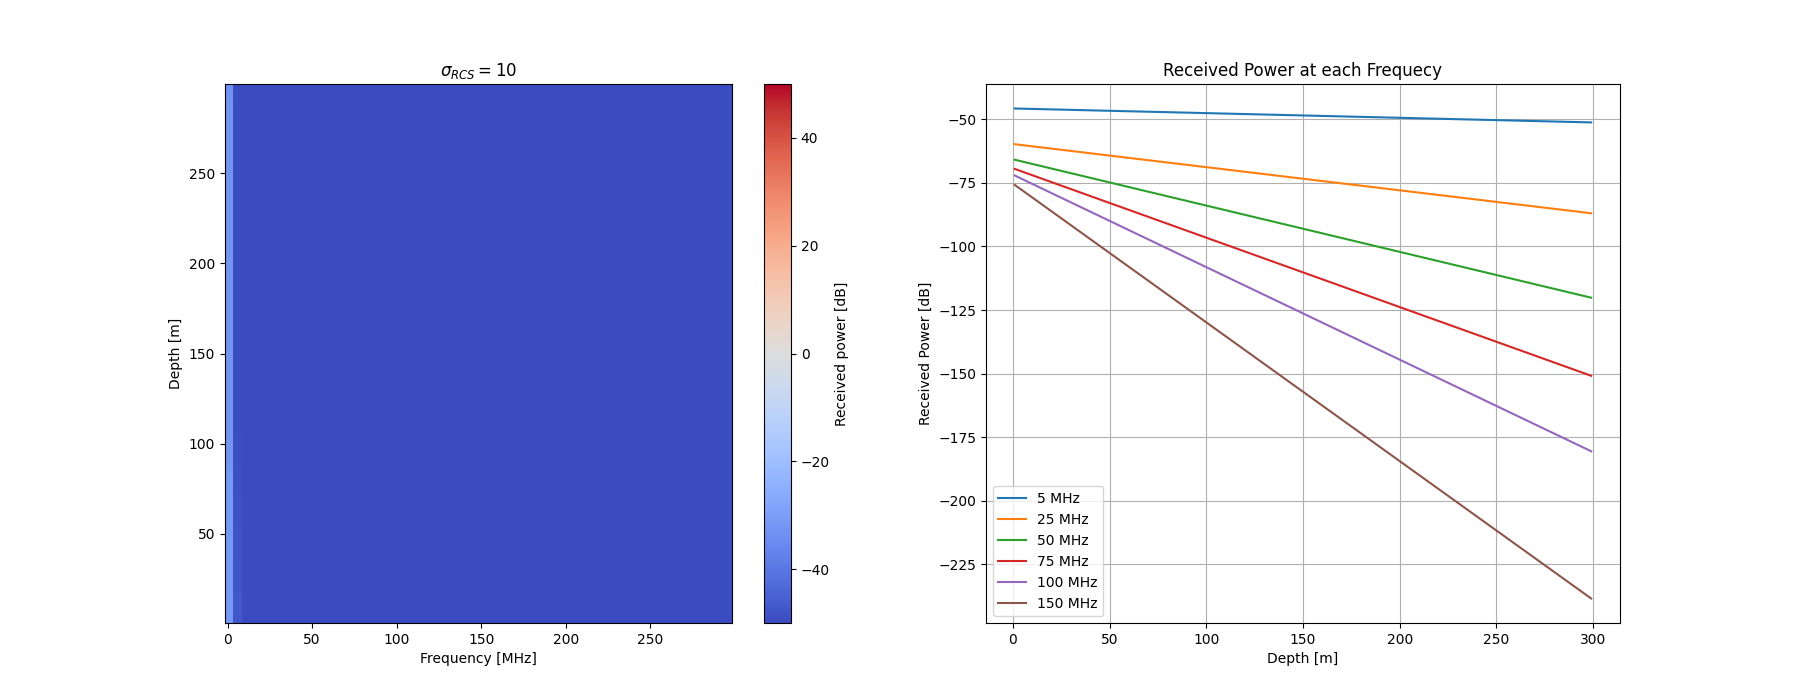 σ_RCS = 10
250
200
150
100
50
0
50
100
150
200
250
Frequency [MHz]
Depth [m]
40
20
0
−20
−40
Received power [dB]
Received Power at each Frequecy
−50
−75
−100
−125
−150
−175
−200
−225
Received Power [dB]
5 MHz
25 MHz
50 MHz
75 MHz
100 MHz
150 MHz
0
50
100
150
200
250
300
Depth [m]